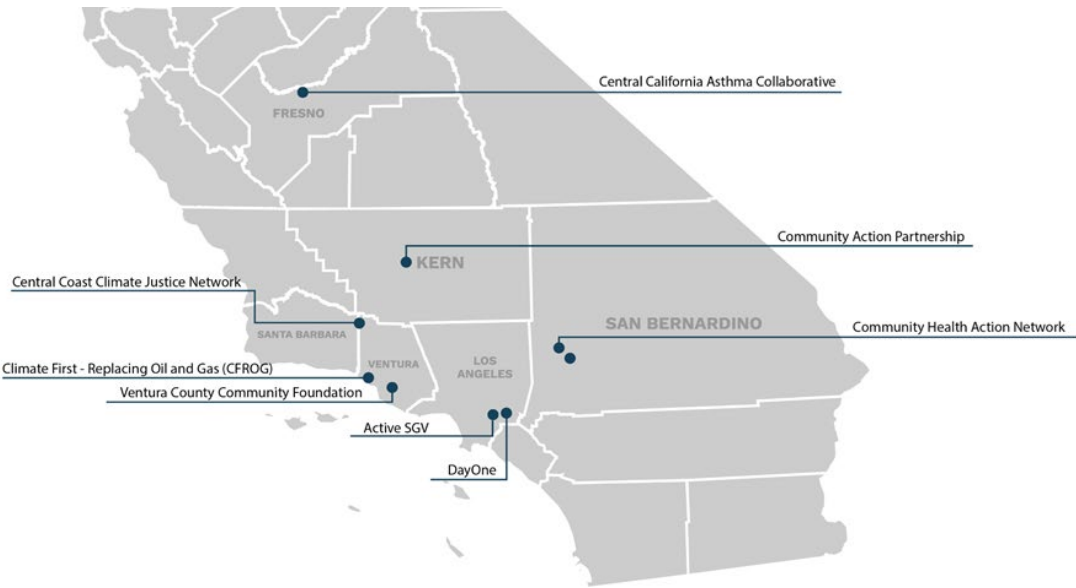 Central California Asthma Collaborative
FRESNO
Community Action Partnership
KERN
Central Coast Climate Justice Network
SANTA BARBARA
SAN BERNARDINO
Community Health Action Network
VENTURA
LOS
ANGELES
Climate First - Replacing Oil and Gas (CFROG)
Ventura County Community Foundation
Active SGV
DayOne